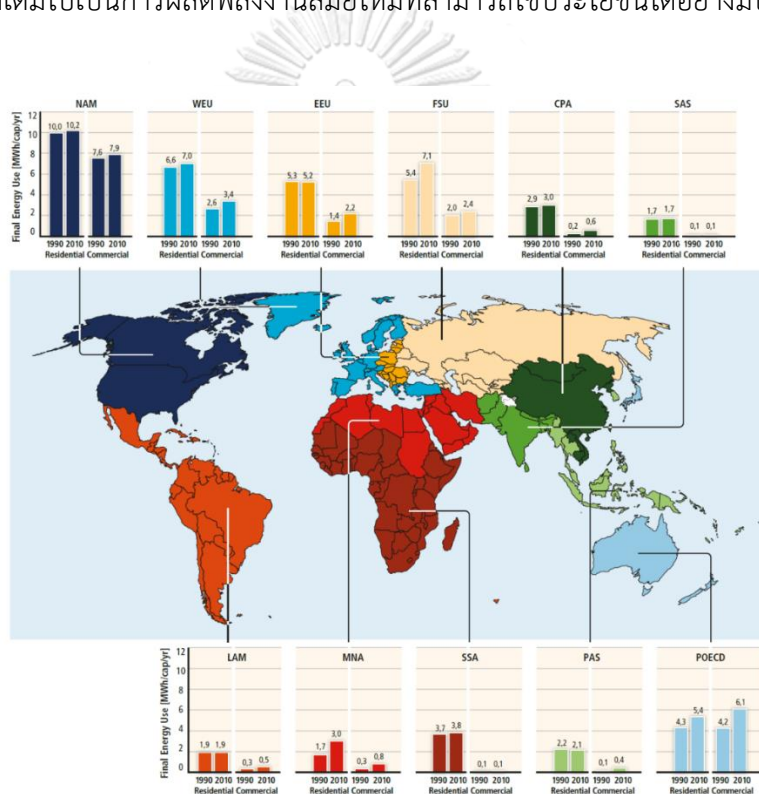 NAM WEU EEU FSU CPA SAS
Final Energy Use [MWh/cap/yr]
12
10
8
6
4
2
0
10,0 10,2 7,6 7,9
6,6 7,0 2,6 3,4
5,3 5,2 1,4 2,2
5,4 7,1 2,0 2,4
2,9 3,0 0,2 0,6
1,7 1,7 0,1 0,1
1990 2010 1990 2010 1990 2010 1990 2010 1990 2010 1990 2010 1990 2010 1990 2010 1990 2010 1990 2010 1990 2010 1990 2010
Residential Commercial Residential Commercial Residential Commercial Residential Commercial Residential Commercial Residential Commercial
LAM MNA SSA PAS POECD
Final Energy Use [MWh/cap/yr]
12
10
8
6
4
2
0
1,9 1,9 0,3 0,5
1,7 3,0 0,3 0,8
3,7 3,8 0,1 0,1
2,2 2,1 0,1 0,4
4,3 5,4 4,2 6,1
1990 2010 1990 2010 1990 2010 1990 2010 1990 2010 1990 2010 1990 2010 1990 2010 1990 2010 1990 2010
Residential Commercial Residential Commercial Residential Commercial Residential Commercial Residential Commercial